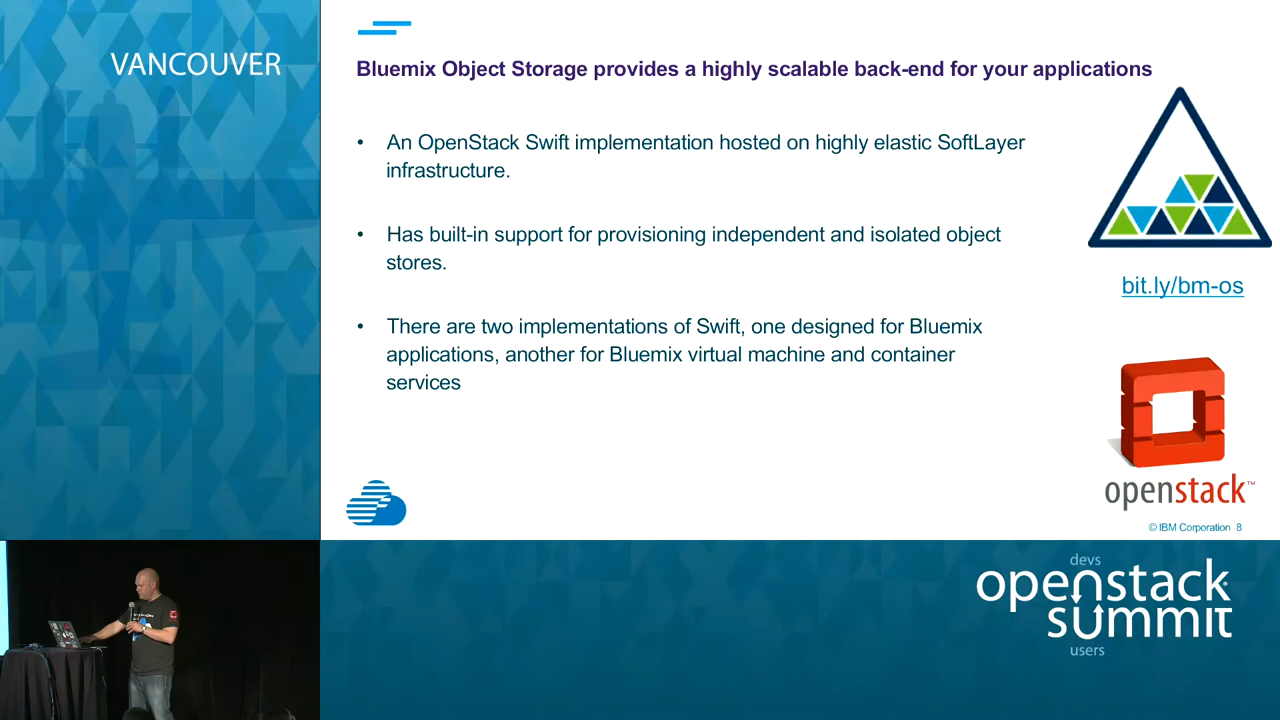 VANCOUVER
Bluemix Object Storage provides a highly scalable back-end for your applications
• An OpenStack Swift implementation hosted on highly elastic SoftLayer
infrastructure.
• Has built-in support for provisioning independent and isolated object
stores.
• There are two implementations of Swift, one designed for Bluemix
applications, another for Bluemix virtual machine and container
services
bit.ly/bm-os
openstack™
© IBM Corporation 8
devs
openstack
summit
users